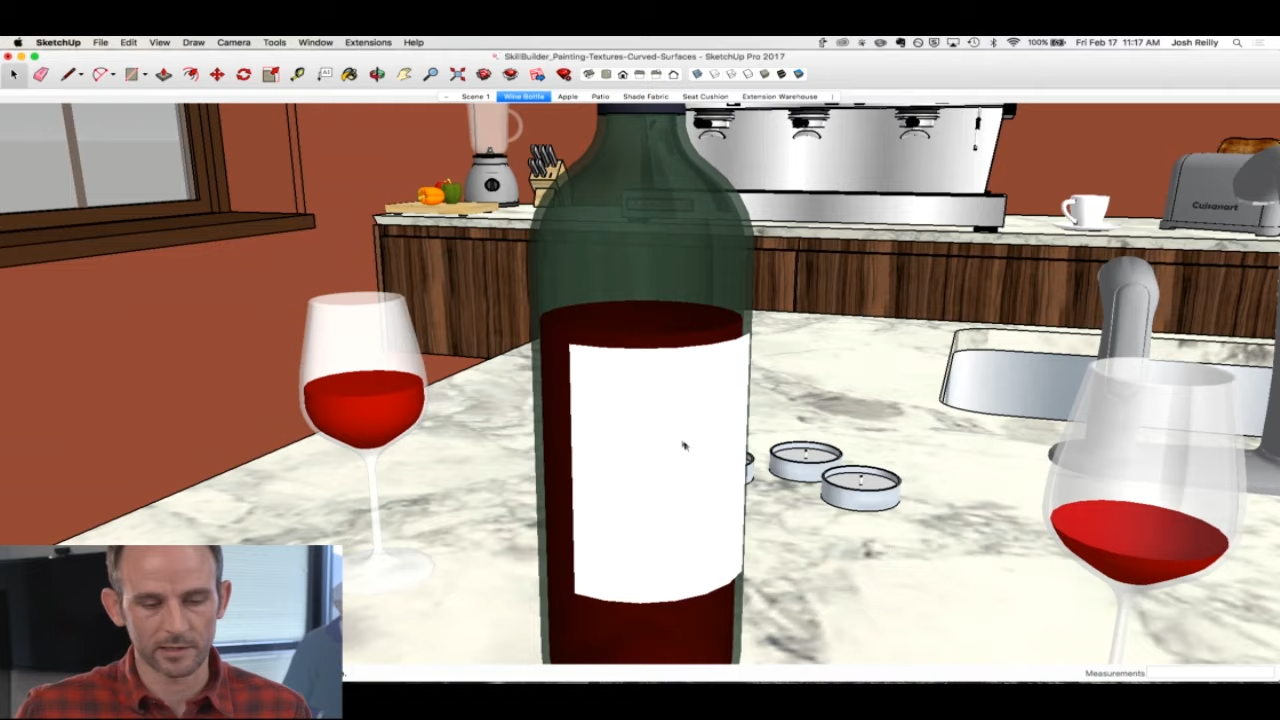 SketchUp File Edit View Draw Camera Tools Window Extensions Help 100% Fri Feb 17 11:17 AM Josh Reilly
SkillBuilder_Painting-Textures-Curved-Surfaces - SketchUp Pro 2017
Scene 1 Wine Bottle Apple Patio Shade Fabric Seat Cushion Extension Warehouse
Cuisinart
Measurements